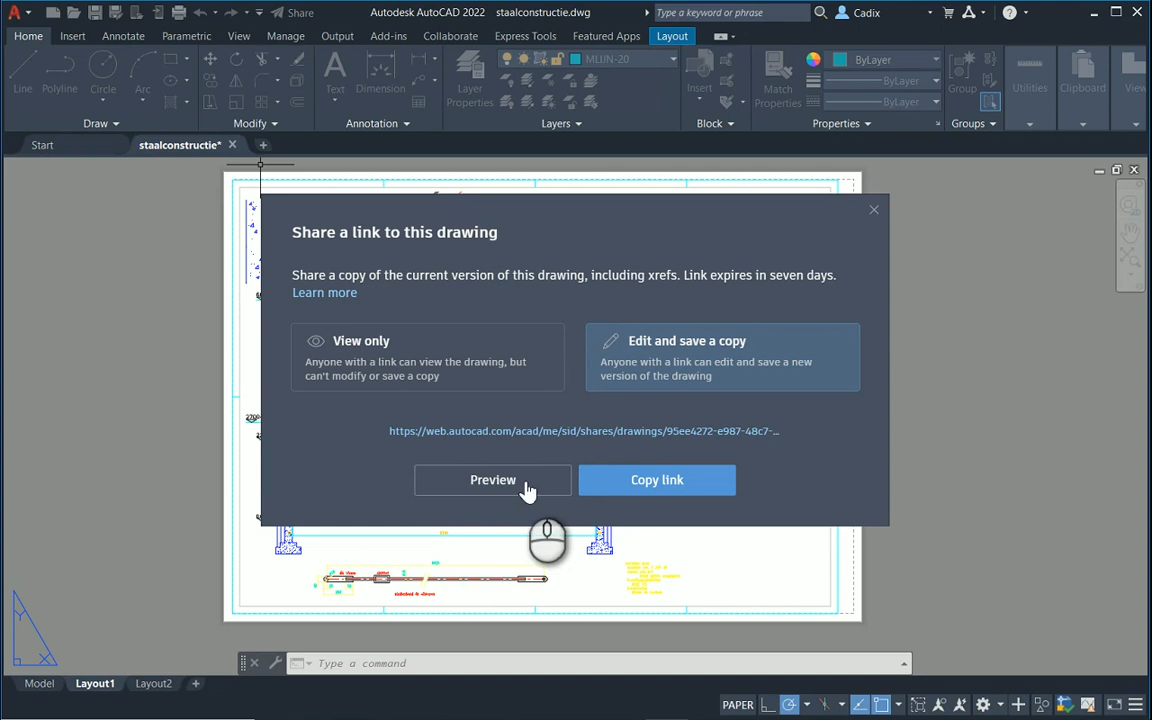 Share
Autodesk AutoCAD 2022 staalconstructie.dwg
Type a keyword or phrase
Cadix
Home Insert Annotate Parametric View Manage Output Add-ins Collaborate Express Tools Featured Apps Layout
MLIJN-20
ByLayer
Line Polyline Circle Arc
Text Dimension
Layer
Properties
Insert
Match
Properties
ByLayer
ByLayer
Group
Utilities
Clipboard
View
Draw Modify Annotation Layers Block Properties Groups
Start staalconstructie*
Share a link to this drawing
Share a copy of the current version of this drawing, including xrefs. Link expires in seven days.
Learn more
View only
Anyone with a link can view the drawing, but
can't modify or save a copy
Edit and save a copy
Anyone with a link can edit and save a new
version of the drawing
https://web.autocad.com/acad/me/sid/shares/drawings/95ee4272-e987-48c7-...
Preview Copy link
Y
X
Type a command
Model Layout1 Layout2
PAPER